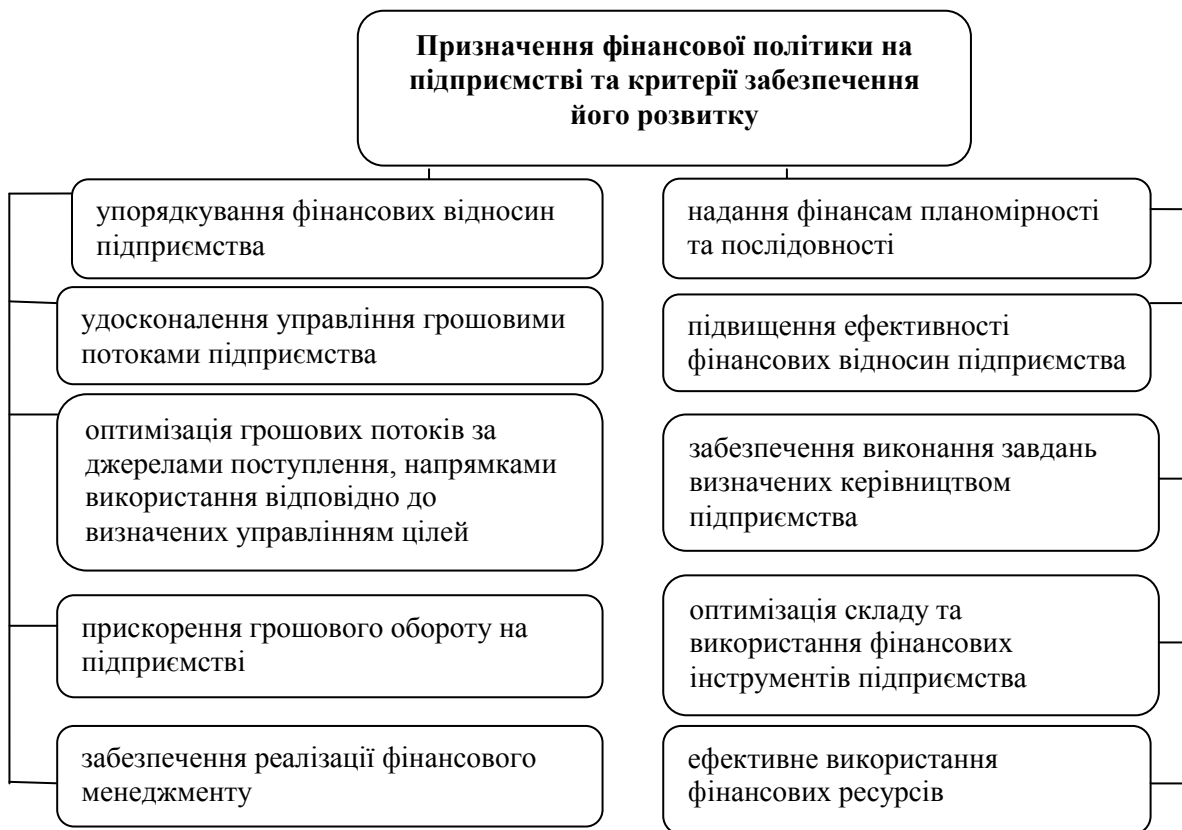 Призначення фінансової політики на
підприємстві та критерії забезпечення
його розвитку
упорядкування фінансових відносин
підприємства
удосконалення управління грошовими
потоками підприємства
оптимізація грошових потоків за
джерелами поступлення, напрямками
використання відповідно до
визначених управлінням цілей
прискорення грошового обороту на
підприємстві
забезпечення реалізації фінансового
менеджменту
надання фінансам планомірності
та послідовності
підвищення ефективності
фінансових відносин підприємства
забезпечення виконання завдань
визначених керівництвом
підприємства
оптимізація складу та
використання фінансових
інструментів підприємства
ефективне використання
фінансових ресурсів